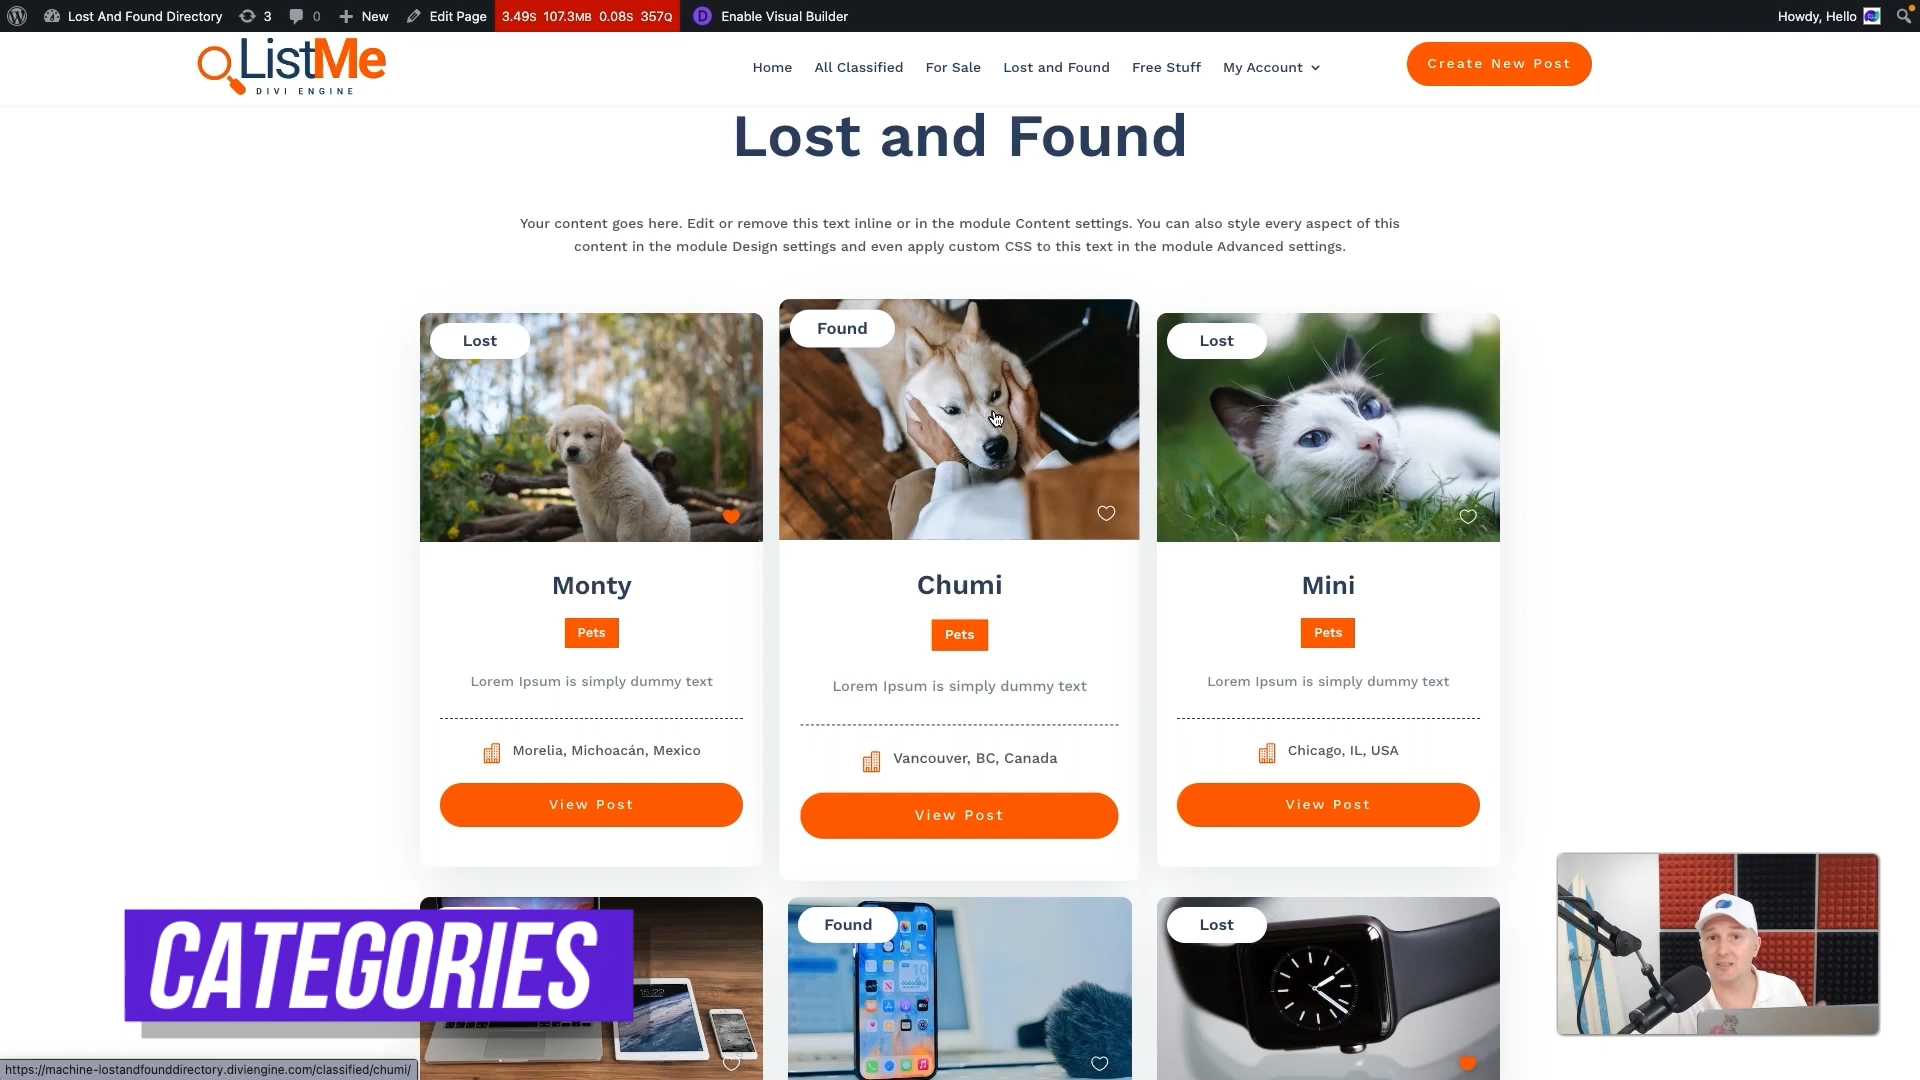 Lost And Found Directory 3 0 New Edit Page 3.49S 107.3MB 0.08S 357Q D Enable Visual Builder Howdy, Hello
ListMe
DIVI ENGINE
Home All Classified For Sale Lost and Found Free Stuff My Account Create New Post
Lost and Found
Your content goes here. Edit or remove this text inline or in the module Content settings. You can also style every aspect of this
content in the module Design settings and even apply custom CSS to this text in the module Advanced settings.
Lost
Found
Lost
Monty
Chumi
Mini
Pets
Pets
Pets
Lorem Ipsum is simply dummy text
Lorem Ipsum is simply dummy text
Lorem Ipsum is simply dummy text
Morelia, Michoacán, Mexico
Vancouver, BC, Canada
Chicago, IL, USA
View Post
View Post
View Post
Found
Lost
CATEGORIES
15:22
https://machine-lostandfounddirectory.diviengine.com/classified/chumi/